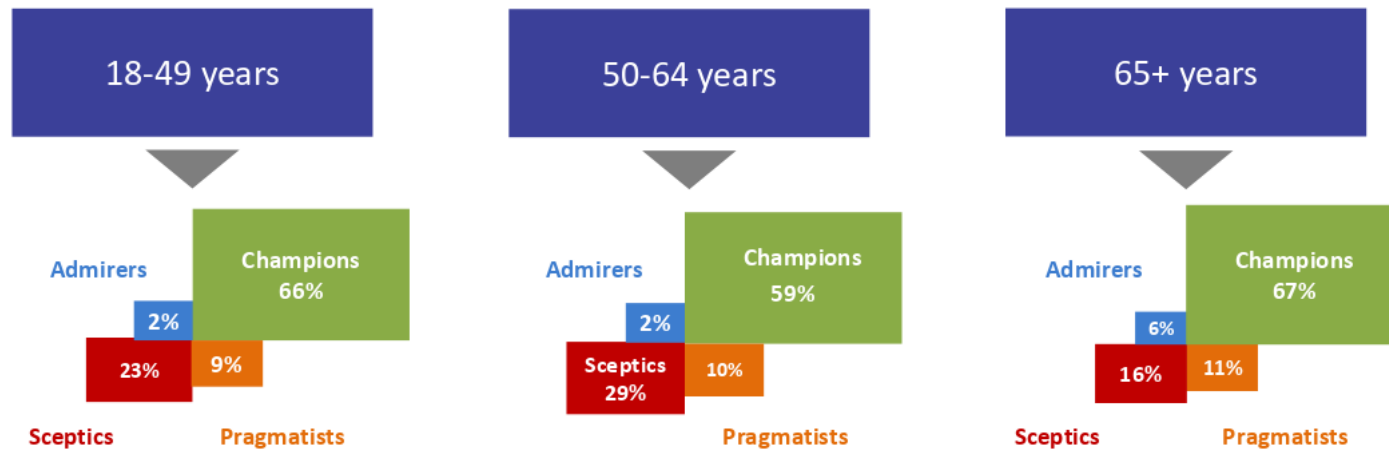 18-49 years
50-64 years
65+ years
Admirers
Champions
66%
2%
23%
9%
Sceptics
Pragmatists
Admirers
Champions
59%
2%
Sceptics
29%
10%
Pragmatists
Admirers
Champions
67%
6%
16%
11%
Sceptics
Pragmatists